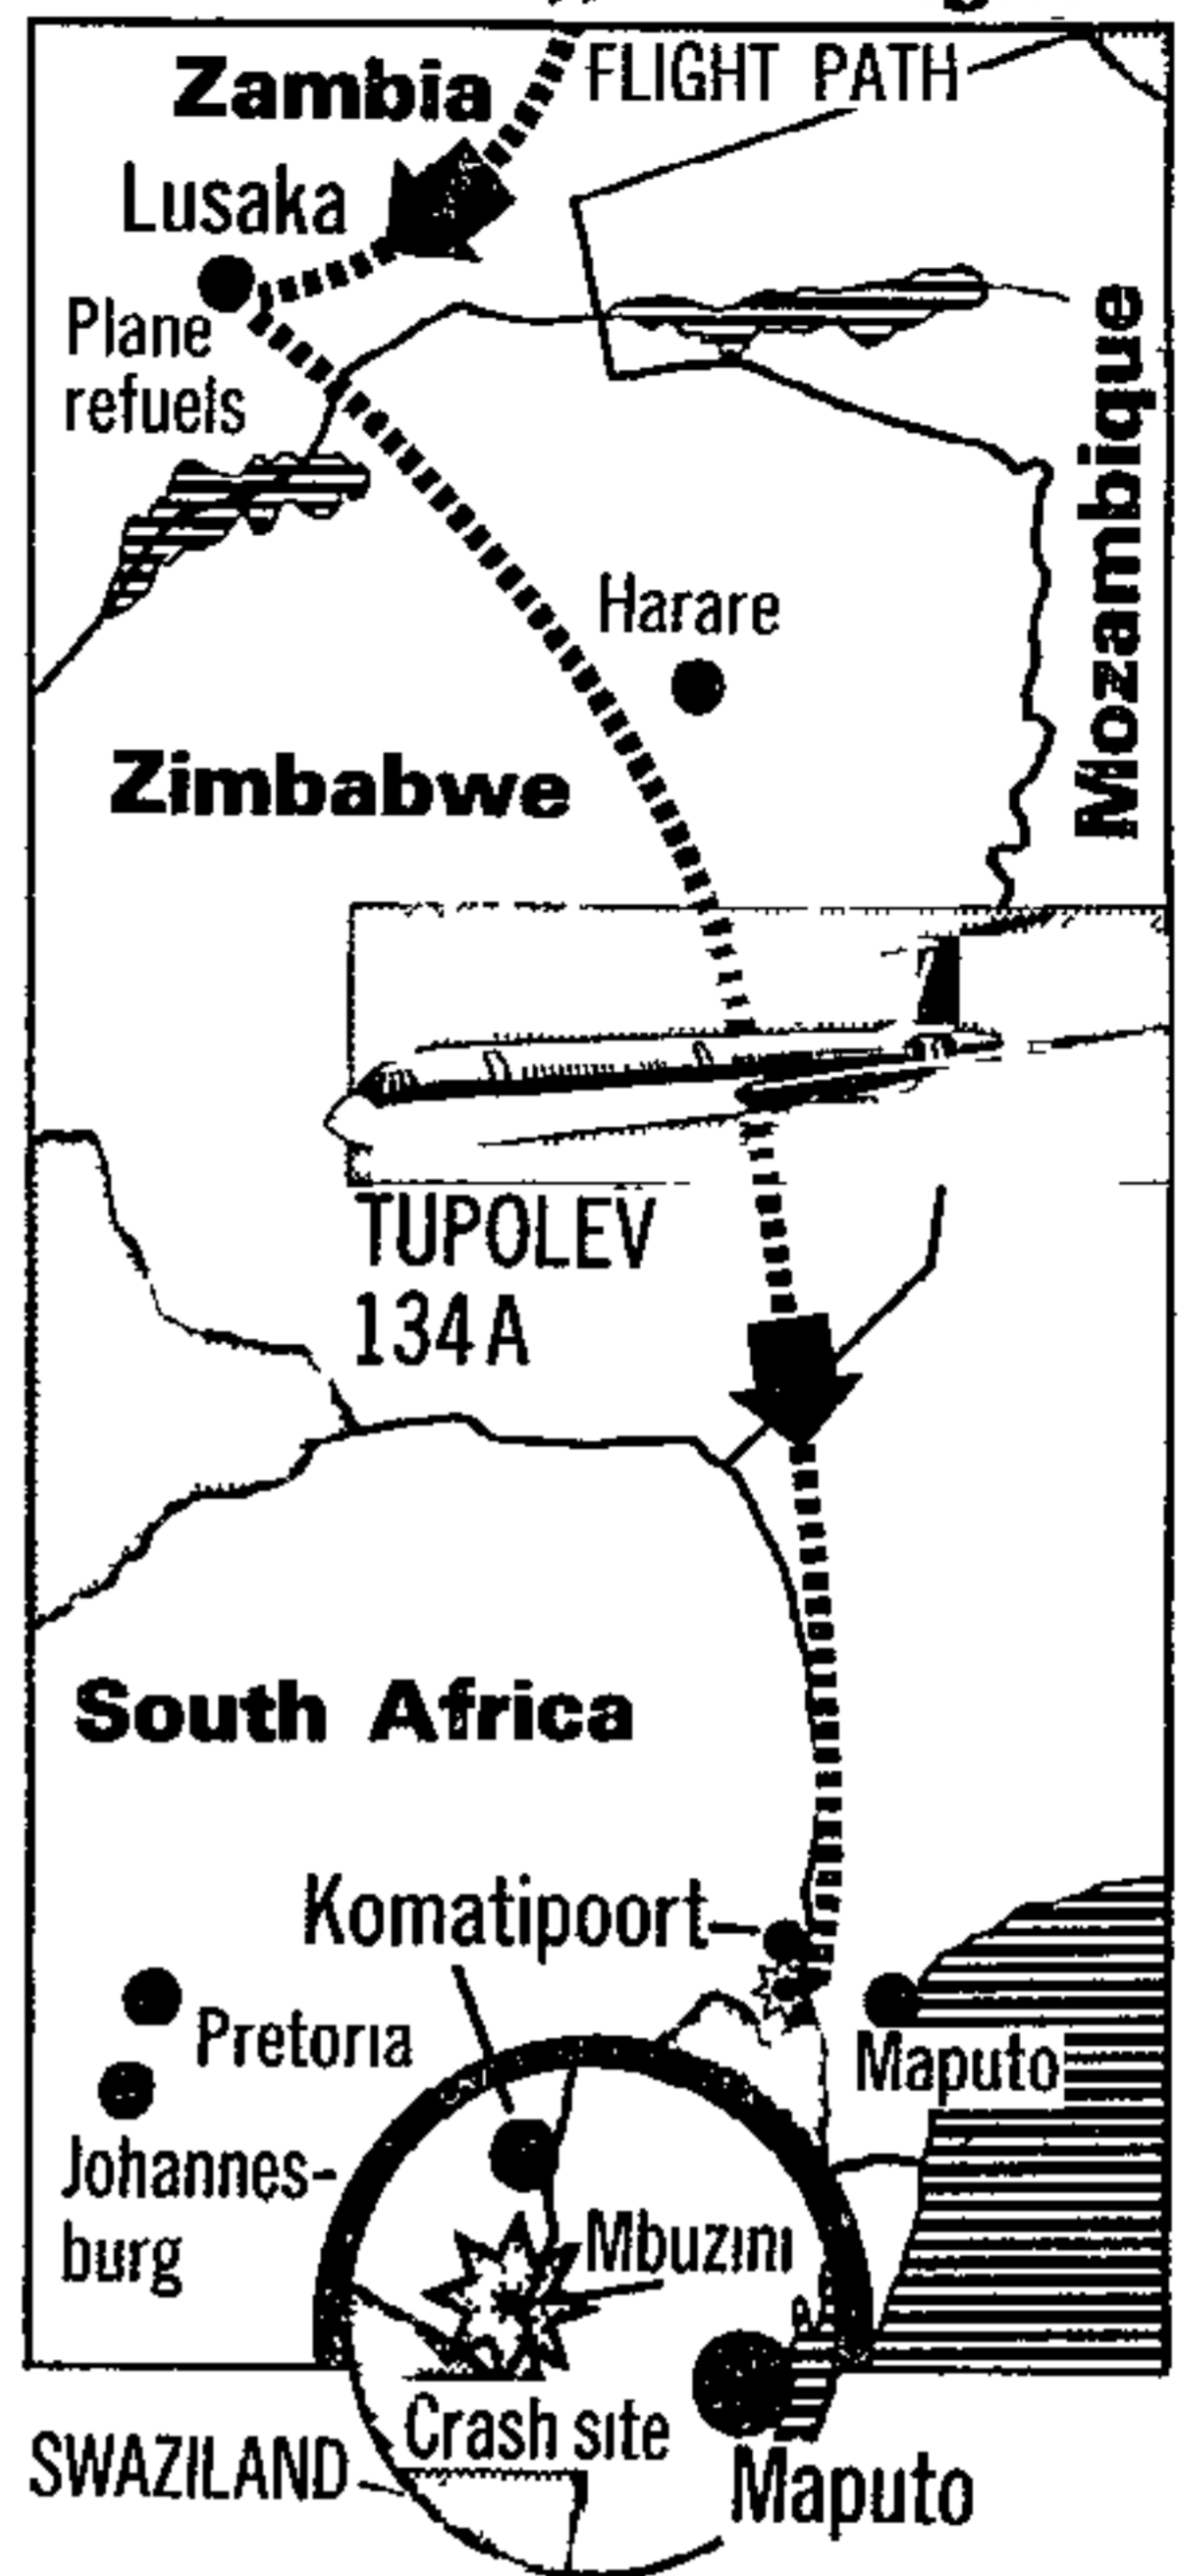 Zambia
FLIGHT PATH
Lusaka
Plane
refuels
Mozambique
Harare
Zimbabwe
TUPOLEV
134A
South Africa
Komatipoort
Pretoria
Maputo
Johannes-
burg
Mbuzini
Crash site
SWAZILAND
Maputo